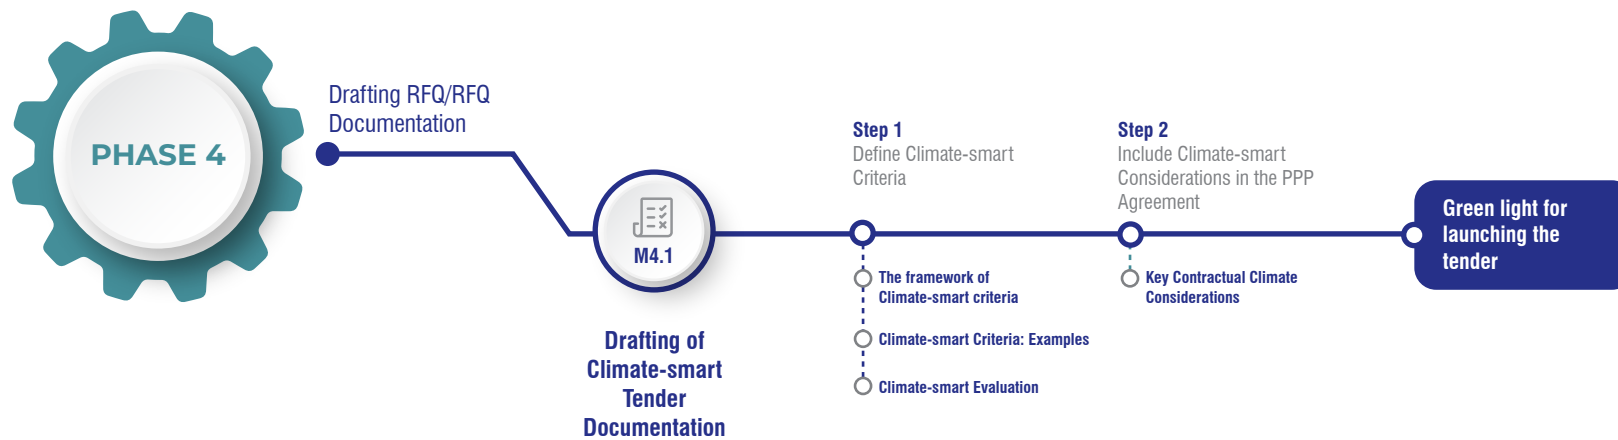 PHASE 4
Drafting RFQ/RFQ
Documentation
M4.1
Drafting of
Climate-smart
Tender
Documentation
Step 1
Define Climate-smart
Criteria
The framework of
Climate-smart criteria
Climate-smart Criteria: Examples
Climate-smart Evaluation
Step 2
Include Climate-smart
Considerations in the PPP
Agreement
Key Contractual Climate
Considerations
Green light for
launching the
tender